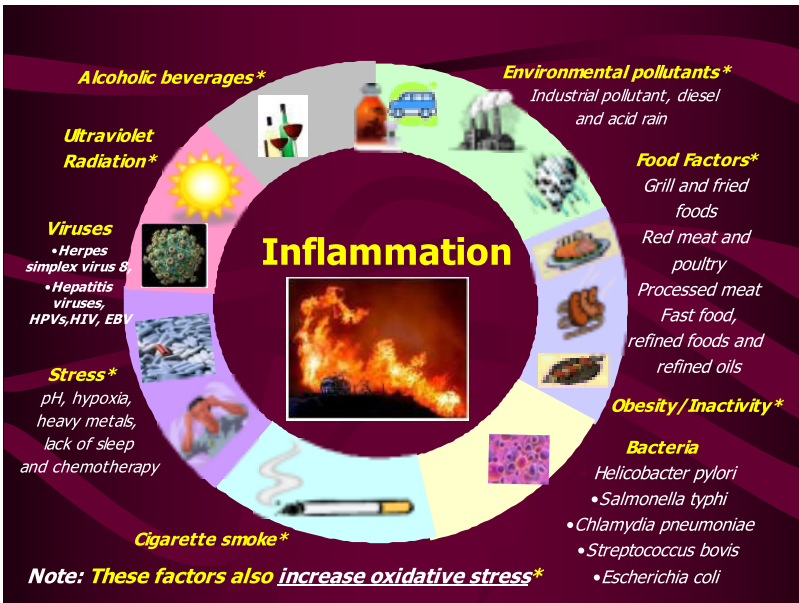 Alcoholic beverages*
Environmental pollutants*
Industrial pollutant, diesel
and acid rain
Ultraviolet
Radiation*
Food Factors*
Grill and fried
foods
Red meat and
poultry
Processed meat
Fast food,
refined foods and
refined oils
Viruses
•Herpes
simplex virus 8,
•Hepatitis
viruses,
HPVs,HIV, EBV
Inflammation
Stress*
pH, hypoxia,
heavy metals,
lack of sleep
and chemotherapy
Obesity/Inactivity*
Bacteria
Helicobacter pylori
•Salmonella typhi
•Chlamydia pneumoniae
•Streptococcus bovis
•Escherichia coli
Cigarette smoke*
Note: These factors also increase oxidative stress*